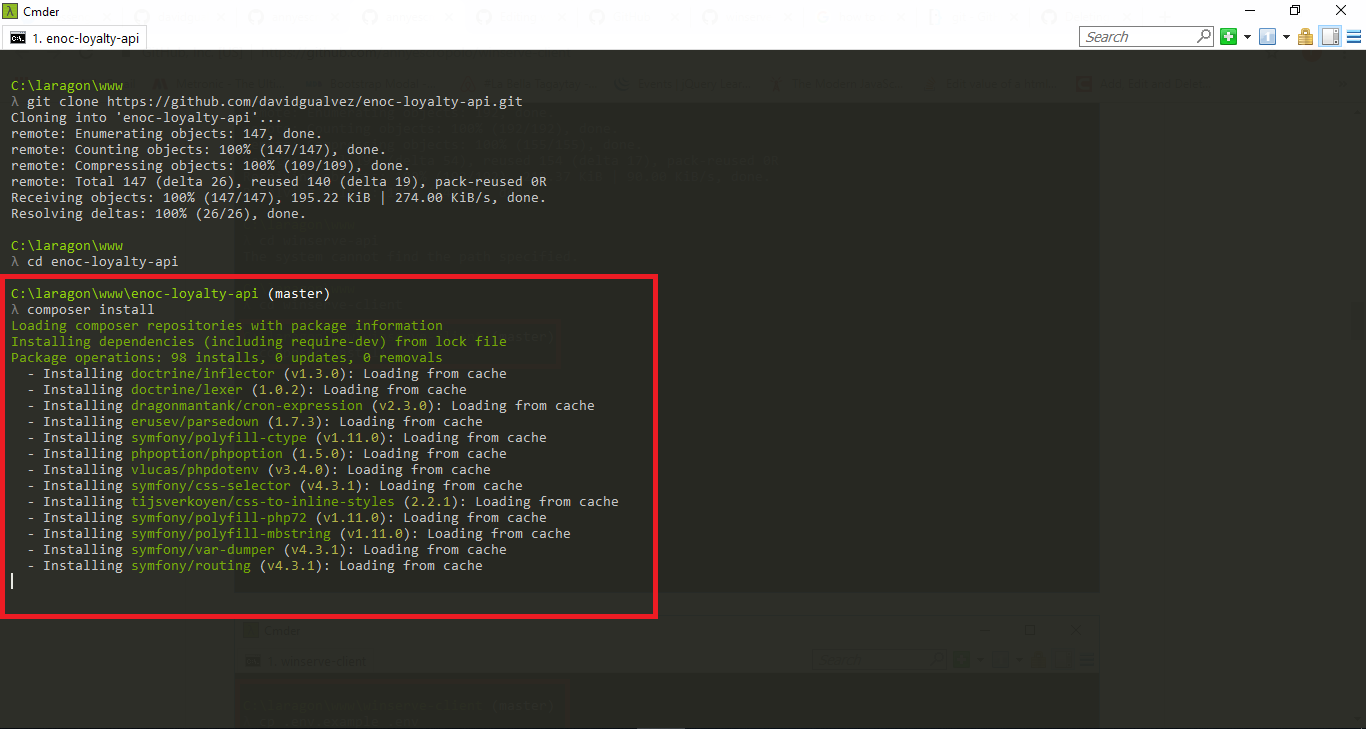 Cmder
1. enoc-loyalty-api
Search
C:\laragon\www
λ git clone https://github.com/davidgualvez/enoc-loyalty-api.git
Cloning into 'enoc-loyalty-api'...
remote: Enumerating objects: 147, done.
remote: Counting objects: 100% (147/147), done.
remote: Compressing objects: 100% (109/109), done.
remote: Total 147 (delta 26), reused 140 (delta 19), pack-reused 0R
Receiving objects: 100% (147/147), 195.22 KiB | 274.00 KiB/s, done.
Resolving deltas: 100% (26/26), done.
C:\laragon\www
λ cd enoc-loyalty-api
C:\laragon\www\enoc-loyalty-api (master)
λ composer install
Loading composer repositories with package information
Installing dependencies (including require-dev) from lock file
Package operations: 98 installs, 0 updates, 0 removals
- Installing doctrine/inflector (v1.3.0): Loading from cache
- Installing doctrine/lexer (1.0.2): Loading from cache
- Installing dragonmantank/cron-expression (v2.3.0): Loading from cache
- Installing erusev/parsedown (1.7.3): Loading from cache
- Installing symfony/polyfill-ctype (v1.11.0): Loading from cache
- Installing phpoption/phpoption (1.5.0): Loading from cache
- Installing vlucas/phpdotenv (v3.4.0): Loading from cache
- Installing symfony/css-selector (v4.3.1): Loading from cache
- Installing tijsverkoyen/css-to-inline-styles (2.2.1): Loading from cache
- Installing symfony/polyfill-php72 (v1.11.0): Loading from cache
- Installing symfony/polyfill-mbstring (v1.11.0): Loading from cache
- Installing symfony/var-dumper (v4.3.1): Loading from cache
- Installing symfony/routing (v4.3.1): Loading from cache